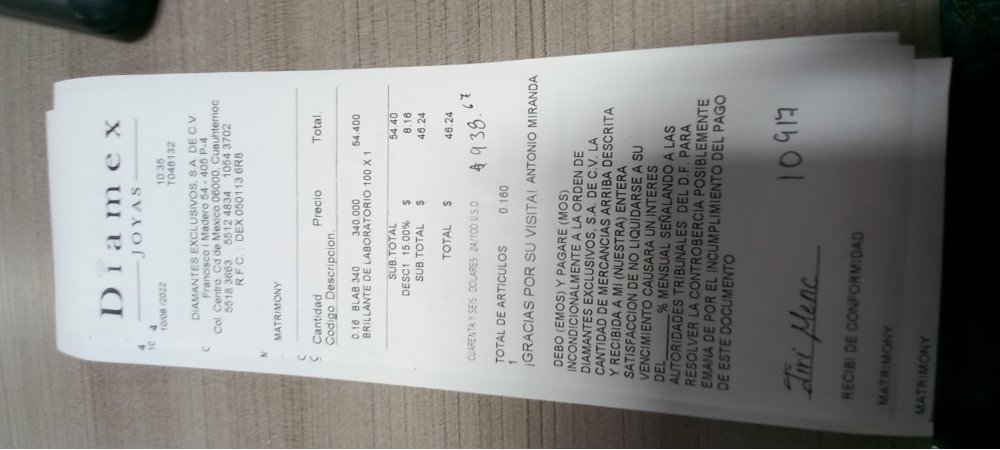 Diamex
JOYAS
4
10/08/2022 10:35
T048132
DIAMANTES EXCLUSIVOS, S.A. DE C.V.
Francisco I Madero 54 - 405 P-4
Col. Centro, Cd de Mexico 06000, Cuauhtemoc
5518 3663 5512 4834 1054 3702
R.F.C. : DEX 050113 6R8
MATRIMONY
Cantidad Precio Total.
Codigo Descripcion.
0.16 BLAB 340 340.000 54.400
BRILLANTE DE LABORATORIO 100 X 1
SUB.TOTAL 54.40
DESC1 15.00% $ 8.16
SUB.TOTAL $ 46.24
TOTAL $ 46.24
CUARENTA Y SEIS DOLARES 24/100 U.S.D.
$ 938.67
TOTAL DE ARTICULOS 0.160
1
¡GRACIAS POR SU VISITA! ANTONIO MIRANDA
DEBO (EMOS) Y PAGARE (MOS)
INCONDICIONALMENTE A LA ORDEN DE
DIAMANTES EXCLUSIVOS, S.A. DE C.V. LA
CANTIDAD DE MERCANCIAS ARRIBA DESCRITA
Y RECIBIDA A MI (NUESTRA) ENTERA
SATISFACCION DE NO LIQUIDARSE A SU
VENCIMIENTO CAUSARA UN INTERES
DEL______% MENSUAL SEÑALANDO A LAS
AUTORIDADES TRIBUNALES DEL D.F. PARA
RESOLVER LA CONTROBERCIA POSIBLEMENTE
EMANA DE POR EL INCUMPLIMIENTO DEL PAGO
DE ESTE DOCUMENTO
10917
RECIBI DE CONFORMIDAD
MATRIMONY
MATRIMONY